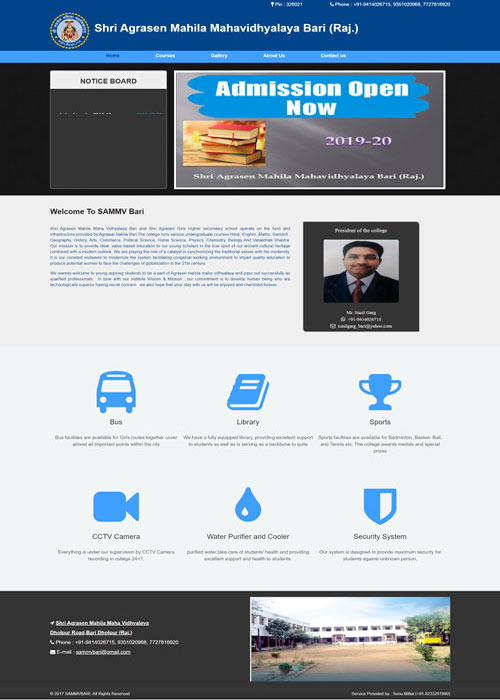 Pin : 328021
Phone : +91-9414026715, 9351020968, 7727816920
Shri Agrasen Mahila Mahavidhyalaya Bari (Raj.)
Home Courses Gallery About Us Contact us
NOTICE BOARD
Admission Open
Now
2019-20
Shri Agrasen Mahila Mahavidhyalaya Bari (Raj.)
Welcome To SAMMV Bari
Shri Agrasen Mahila Maha Vidhyalaya Bari and Shri Agrasen Girls Higher secondary school operate on the fund and
infrastructure provided by Agrawal Sabha Bari.The college runs various undergraduate courses Hindi, English, Maths, Sanskrit ,
Geography, History, Arts, Commerce, Political Science, Home Science, Physics, Chemistry, Biology And Vanasthali Shastra.
Our mission is to provide ideal, value based education to our young scholars in the true spirit of our ancient cultural heritage
combined with a modern outlook. We are playing the role of a catalyst in synchronizing the traditional values with the modernity.
It is our constant endeavor to modernize the system facilitating congenial working environment to impart quality education to
produce potential women to face the challenges of globalization in the 21st century.
We warmly welcome to young aspiring students to be a part of Agrasen mahila maha vidhyalaya and pass out successfully as
qualified professionals . In tune with our institute Vission & Mission , our commitment is to develop human being who are
technologically superior having social concern . we also hope that your stay with us will be enjoyed and cherished forever.
President of the college
Mr. Sunil Garg
+91-9414026715
sunilgarg_bari@yahoo.com
Bus
Bus facilities are available for Girls routes together cover
almost all important points within the city.
Library
We have a fully equipped library, providing excellent support
to students as well as is serving as a backbone to quite.
Sports
Sports facilities are available for Badminton, Basketr Ball,
and Tennis etc. The college awards medals and special
prizes
CCTV Camera
Everything is under our supervision by CCTV Camera
recording in college 24×7.
Water Purifier and Cooler
purified water,take care of students' health and providing
excellent support and health to students.
Security System
Our system is designed to provide maximum security for
students against unknown person.
Shri Agrasen Mahila Maha Vidhyalaya
Dholpur Road,Bari Dholpur (Raj.)
Phone : +91-9414026715, 9351020968, 7727816920
E-mail : sammvbari@gmail.com
© 2017 SAMMVBARI. All Rights Reserved
Service Provided by : Sonu Mittal (+91-8233291998)